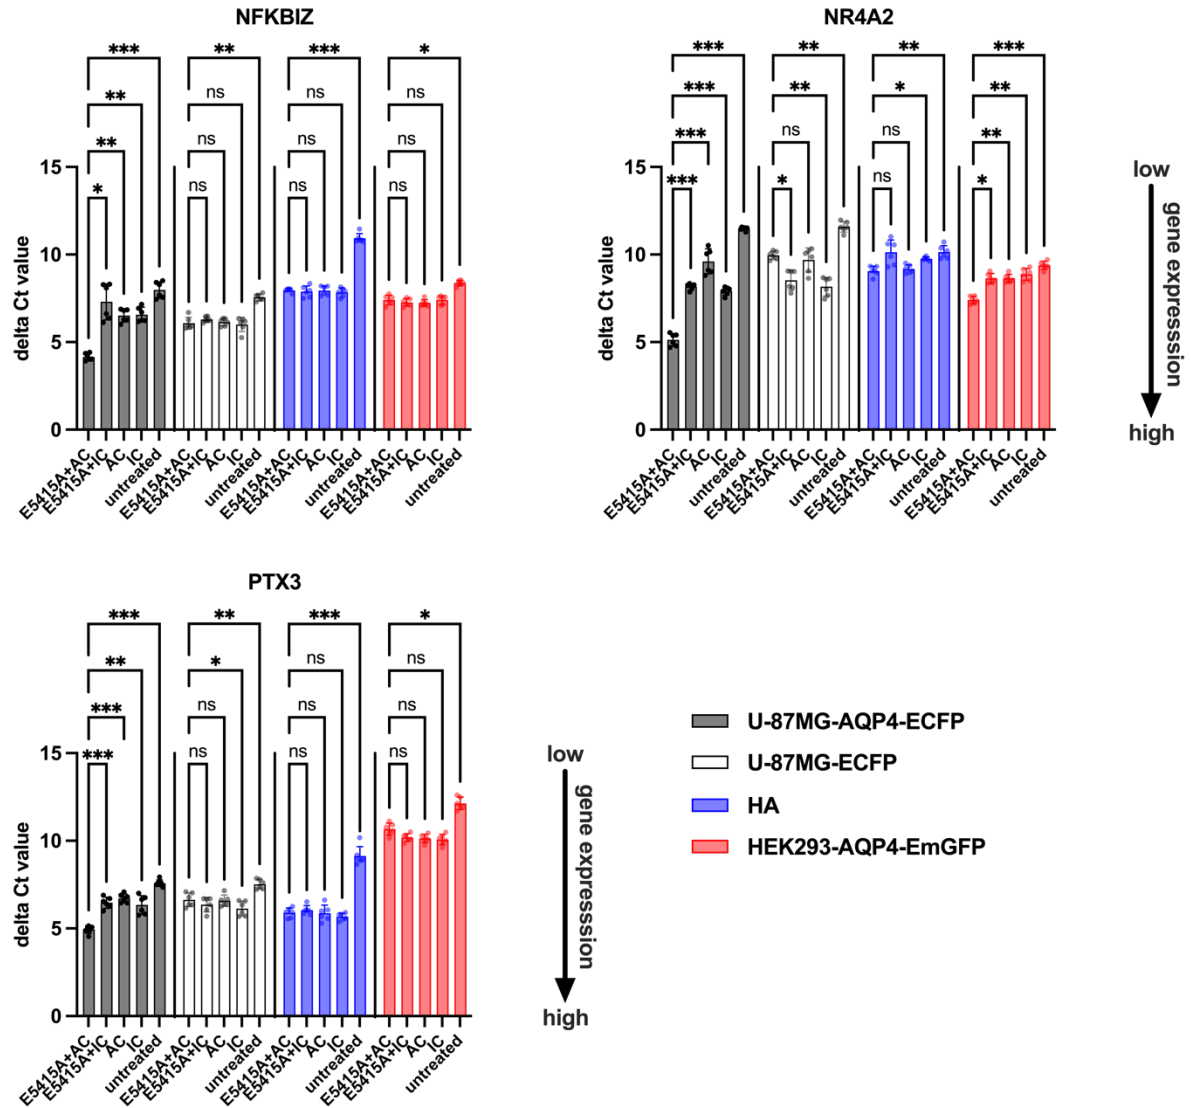 NFKBIZ
*** ** *** *
** ns ns ns
** ns ns ns
* ns ns ns
15
10
5
0
delta Ct value
E5415A+AC E5415A+IC AC IC untreated E5415A+AC E5415A+IC AC IC untreated E5415A+AC E5415A+IC AC IC untreated E5415A+AC E5415A+IC AC IC untreated
NR4A2
*** ** ** ***
*** ** * **
*** ns ns **
*** * ns *
15
10
5
0
delta Ct value
E5415A+AC E5415A+IC AC IC untreated E5415A+AC E5415A+IC AC IC untreated E5415A+AC E5415A+IC AC IC untreated E5415A+AC E5415A+IC AC IC untreated
low
gene expresssion
high
PTX3
*** ** *** *
** * ns ns
*** ns ns ns
*** ns ns ns
15
10
5
0
delta Ct value
E5415A+AC E5415A+IC AC IC untreated E5415A+AC E5415A+IC AC IC untreated E5415A+AC E5415A+IC AC IC untreated E5415A+AC E5415A+IC AC IC untreated
low
gene expresssion
high
U-87MG-AQP4-ECFP
U-87MG-ECFP
HA
HEK293-AQP4-EmGFP